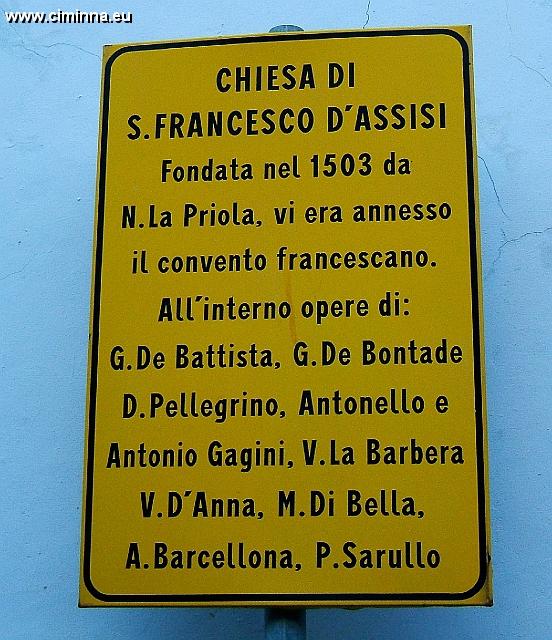 www.ciminna.eu
CHIESA DI
S.FRANCESCO D'ASSISI
Fondata nel 1503 da
N.La Priola, vi era annesso
il convento francescano.
All'interno opere di:
G.De Battista, G.De Bontade
D.Pellegrino, Antonello e
Antonio Gagini, V.La Barbera
V.D'Anna, M.Di Bella,
A.Barcellona, P.Sarullo